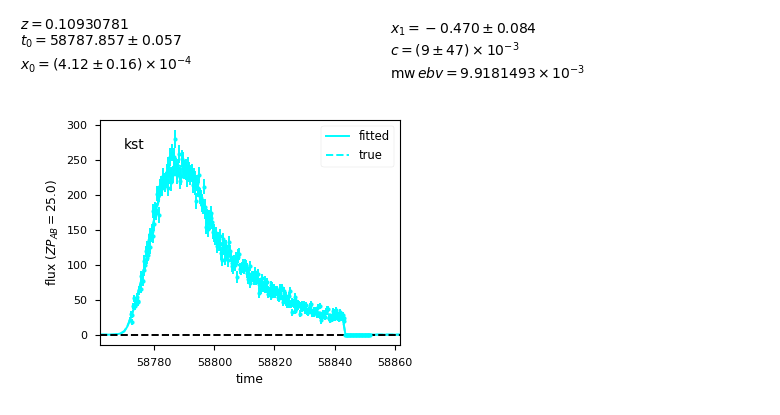 z = 0.10930781
t₀ = 58787.857 ± 0.057
x₀ = (4.12 ± 0.16) × 10⁻⁴
x₁ = −0.470 ± 0.084
c = (9 ± 47) × 10⁻³
mw ebv = 9.9181493 × 10⁻³
kst
fitted
true
flux (ZP_AB = 25.0)
300
250
200
150
100
50
0
58780 58800 58820 58840 58860
time